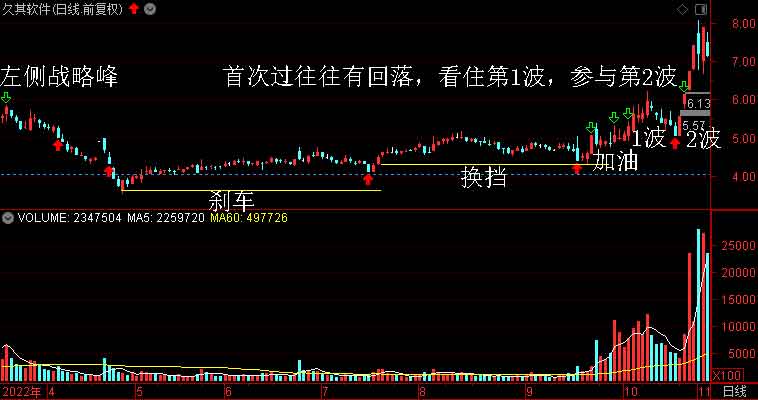 久其软件(日线.前复权)
8.00
左侧战略峰
首次过往往有回落，看住第1波，参与第2波
7.00
6.00
6.13
5.57
5.00
1波
2波
加油
换挡
4.00
刹车
VOLUME: 2347504 MA5: 2259720 MA60: 497726
25000
20000
15000
10000
5000
X100
2022年 4 5 6 7 8 9 10 11 日线